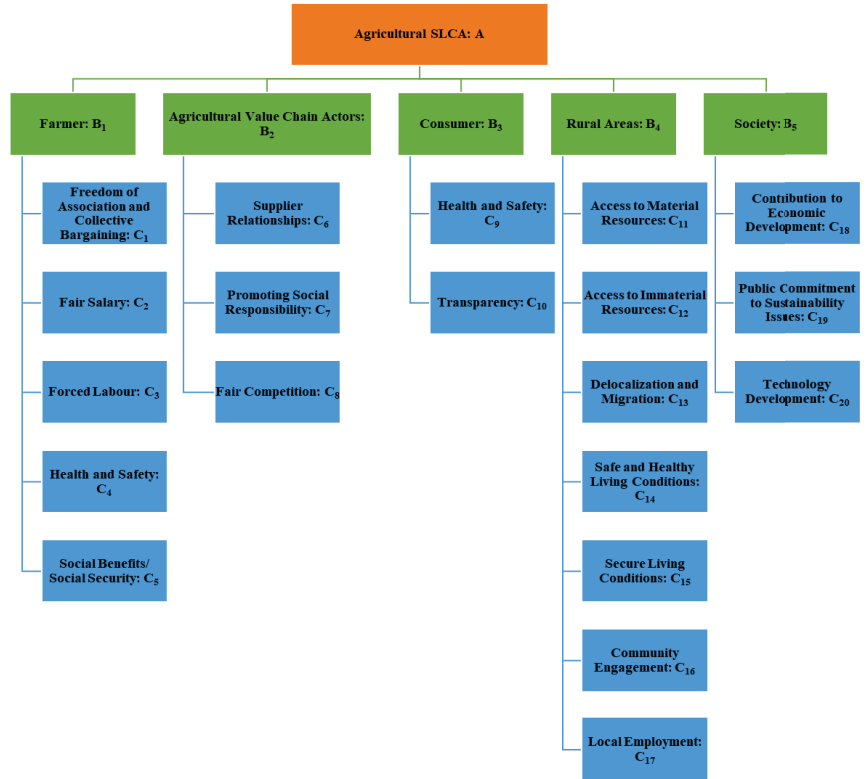 Agricultural SLCA: A
Farmer: B₁
Agricultural Value Chain Actors:
B₂
Consumer: B₃
Rural Areas: B₄
Society: B₅
Freedom of
Association and
Collective
Bargaining: C₁
Fair Salary: C₂
Forced Labour: C₃
Health and Safety:
C₄
Social Benefits/
Social Security: C₅
Supplier
Relationships: C₆
Promoting Social
Responsibility: C₇
Fair Competition: C₈
Health and Safety:
C₉
Transparency: C₁₀
Access to Material
Resources: C₁₁
Access to Immaterial
Resources: C₁₂
Delocalization and
Migration: C₁₃
Safe and Healthy
Living Conditions:
C₁₄
Secure Living
Conditions: C₁₅
Community
Engagement: C₁₆
Local Employment:
C₁₇
Contribution to
Economic
Development: C₁₈
Public Commitment
to Sustainability
Issues: C₁₉
Technology
Development: C₂₀